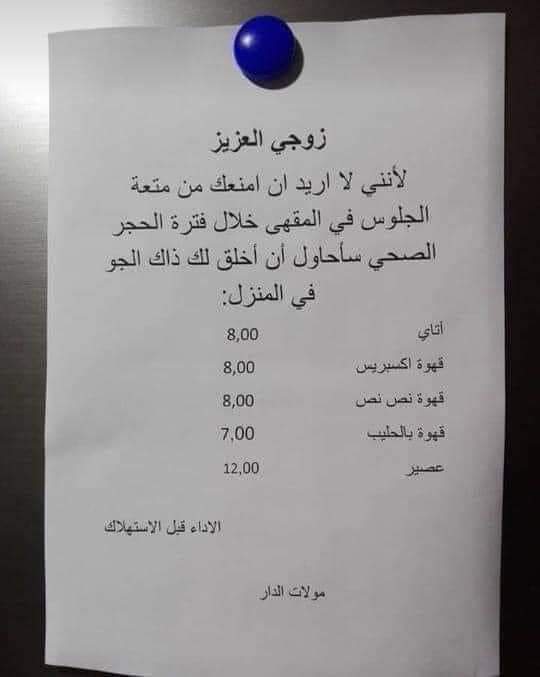 زوجي العزيز
لأنني لا اريد ان امنعك من متعة
الجلوس في المقهى خلال فترة الحجر
الصحي سأحاول أن أخلق لك ذاك الجو
في المنزل:
أتاي 8,00
قهوة اكسبريس 8,00
قهوة نص نص 8,00
قهوة بالحليب 7,00
عصير 12,00
الاداء قبل الاستهلاك
مولات الدار